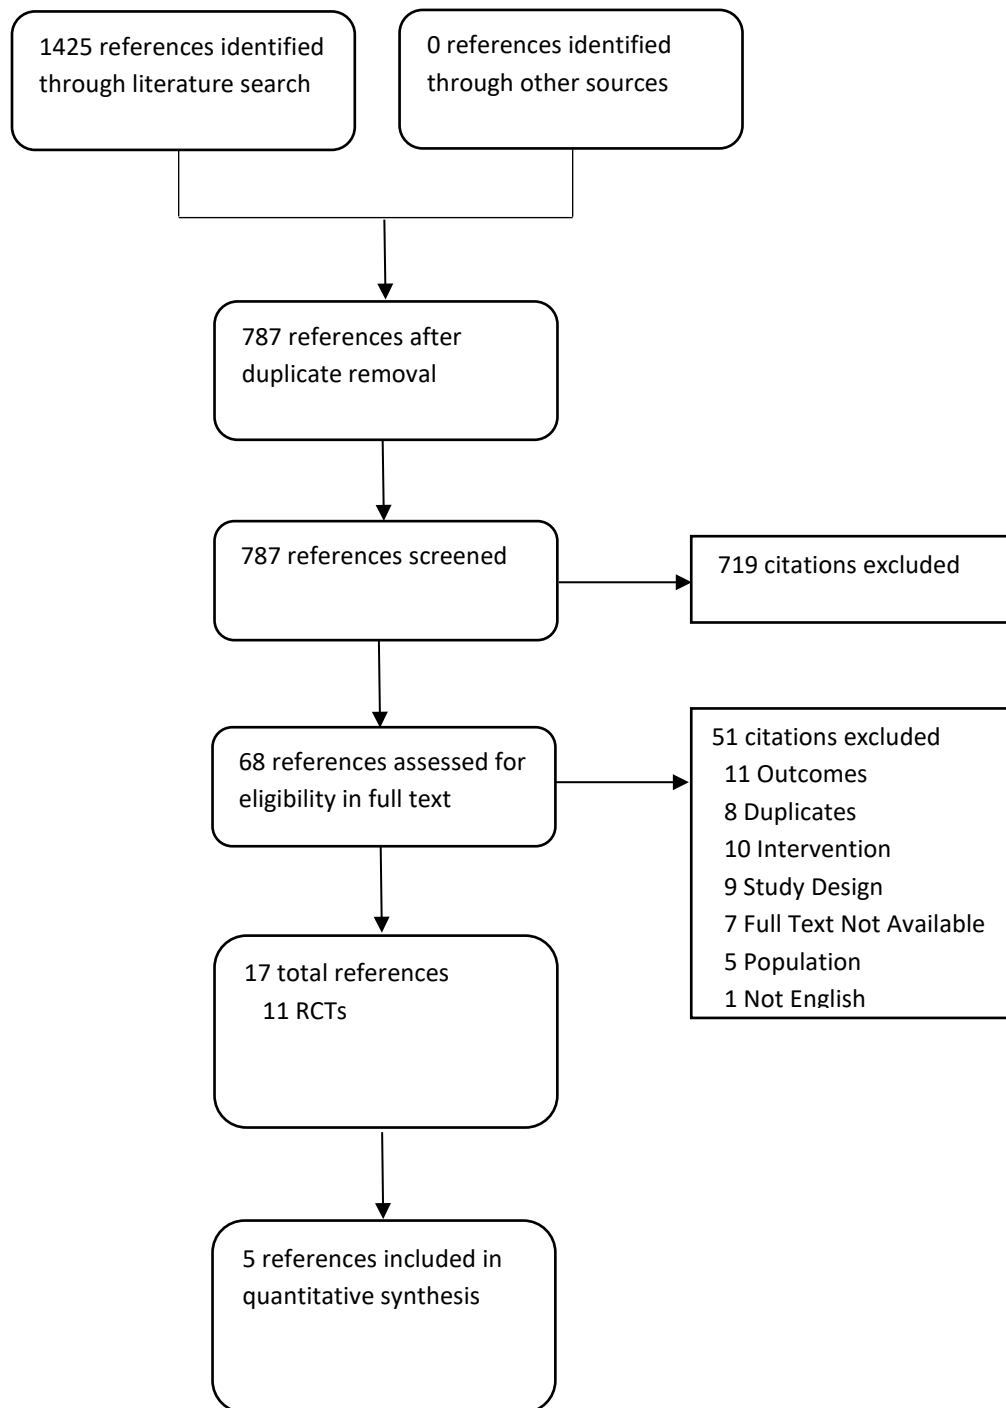 1425 references identified
through literature search
0 references identified
through other sources
787 references after
duplicate removal
787 references screened
719 citations excluded
68 references assessed for
eligibility in full text
51 citations excluded
11 Outcomes
8 Duplicates
10 Intervention
9 Study Design
7 Full Text Not Available
5 Population
1 Not English
17 total references
11 RCTs
5 references included in
quantitative synthesis